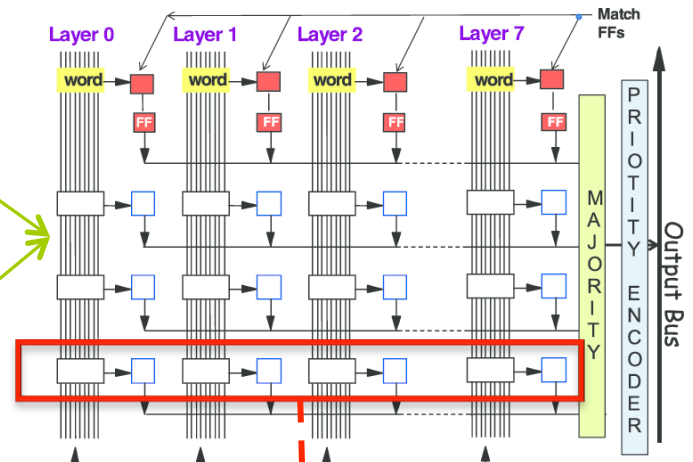 Match
FFs
Layer 0
Layer 1
Layer 2
Layer 7
word
word
word
word
FF
FF
FF
FF
MAJORITY
PRIOTITY ENCODER
Output Bus